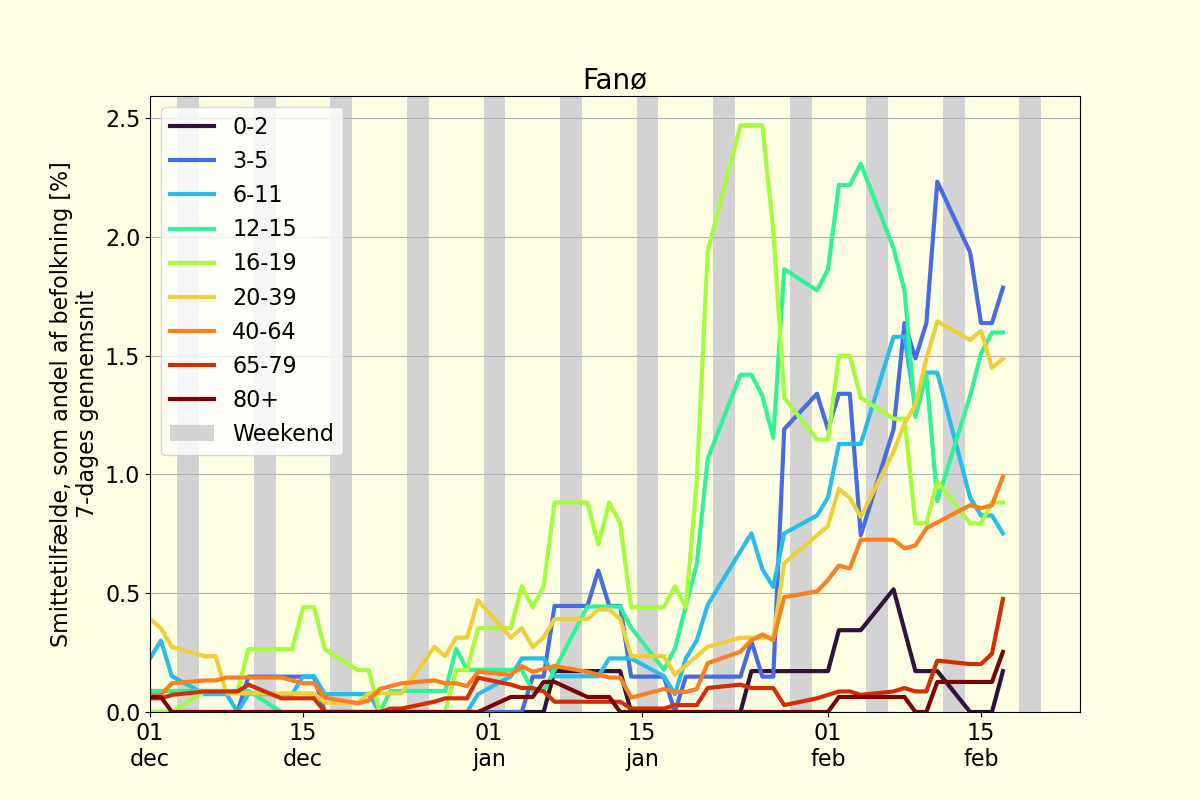 Fanø
Smittetilfælde, som andel af befolkning [%]
7-dages gennemsnit
2.5
2.0
1.5
1.0
0.5
0.0
0-2
3-5
6-11
12-15
16-19
20-39
40-64
65-79
80+
Weekend
01 15 01 15 01 15
dec dec jan jan feb feb